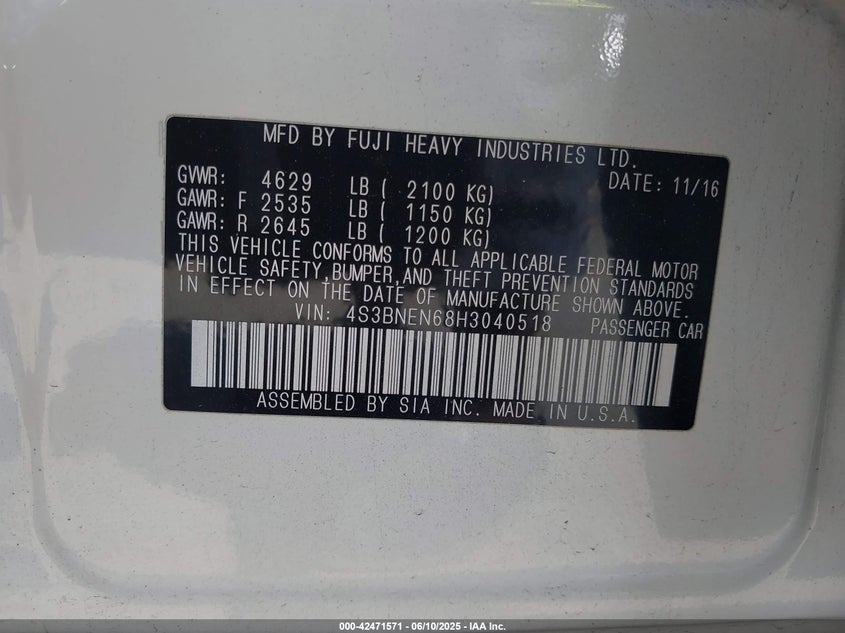 MFD BY FUJI HEAVY INDUSTRIES LTD.
GVWR: 4629 LB ( 2100 KG) DATE: 11/16
GAWR: F 2535 LB ( 1150 KG)
GAWR: R 2645 LB ( 1200 KG)
THIS VEHICLE CONFORMS TO ALL APPLICABLE FEDERAL MOTOR
VEHICLE SAFETY,BUMPER,AND THEFT PREVENTION STANDARDS
IN EFFECT ON THE DATE OF MANUFACTURE SHOWN ABOVE.
VIN: 4S3BNEN68H3040518 PASSENGER CAR
ASSEMBLED BY SIA INC. MADE IN U.S.A.
000-42471571 - 06/10/2025 - IAA Inc.